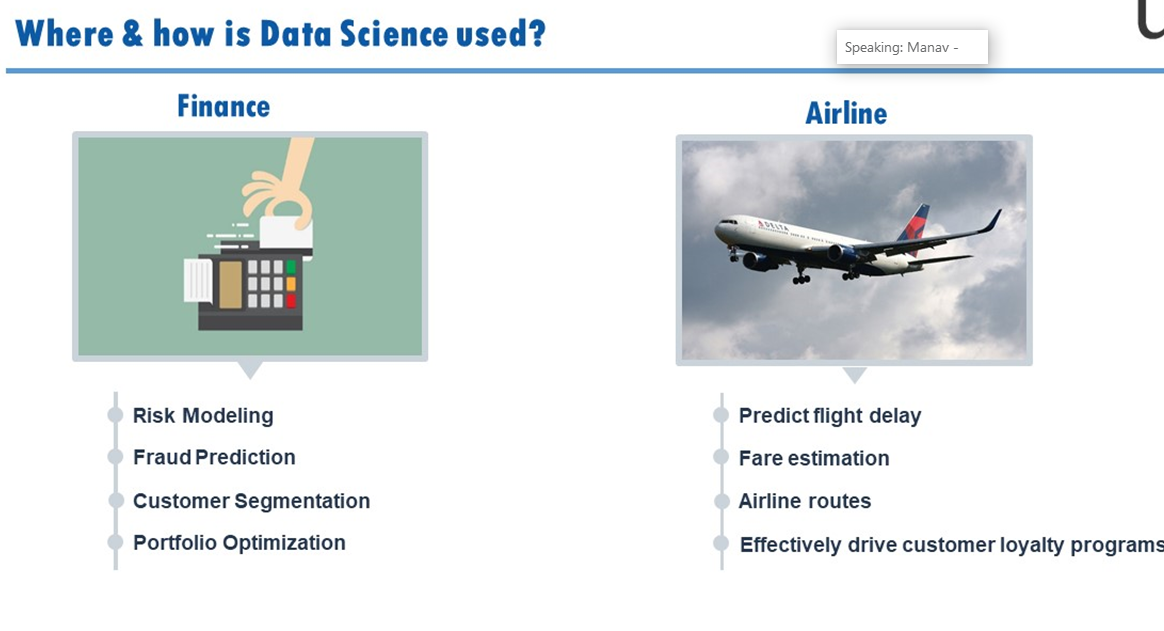 Where & how is Data Science used?
Speaking: Manav -
Finance
Airline
DELTA
Risk Modeling
Fraud Prediction
Customer Segmentation
Portfolio Optimization
Predict flight delay
Fare estimation
Airline routes
Effectively drive customer loyalty programs